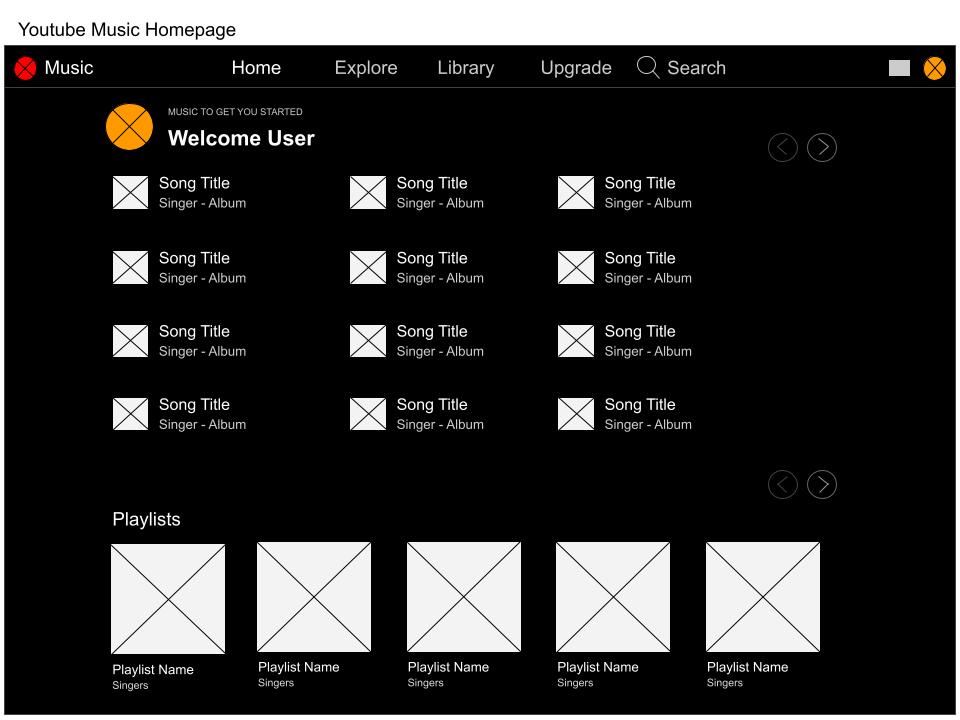 Youtube Music Homepage
Music Home Explore Library Upgrade Search
MUSIC TO GET YOU STARTED
Welcome User
Song Title Song Title Song Title
Singer - Album Singer - Album Singer - Album
Song Title Song Title Song Title
Singer - Album Singer - Album Singer - Album
Song Title Song Title Song Title
Singer - Album Singer - Album Singer - Album
Song Title Song Title Song Title
Singer - Album Singer - Album Singer - Album
Playlists
Playlist Name Playlist Name Playlist Name Playlist Name Playlist Name
Singers Singers Singers Singers Singers